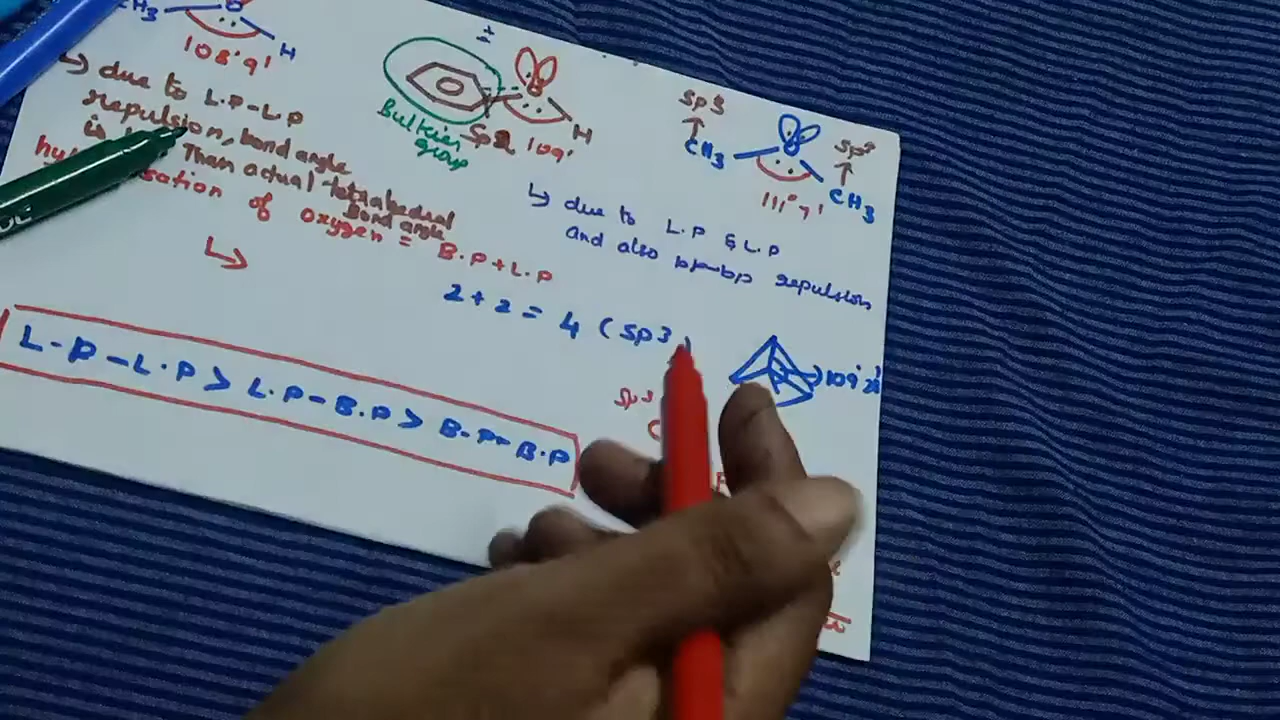 CH3
H
108°9'
↳ due to L.P-L.P
repulsion, bond angle
is Than actual tetrahedral
Bond angle
hy sation of oxygen = B.P+L.P
2+2 = 4 (sp3)
↳
L.P-L.P > L.P-B.P > B.P-B.P
±
Bulkier
group
Sp2
109'
H
Sp3
CH3
Sp3
CH3
111°7'
↳ due to L.P & L.P
and also bp-bp repulsion
109°28'
Sp3